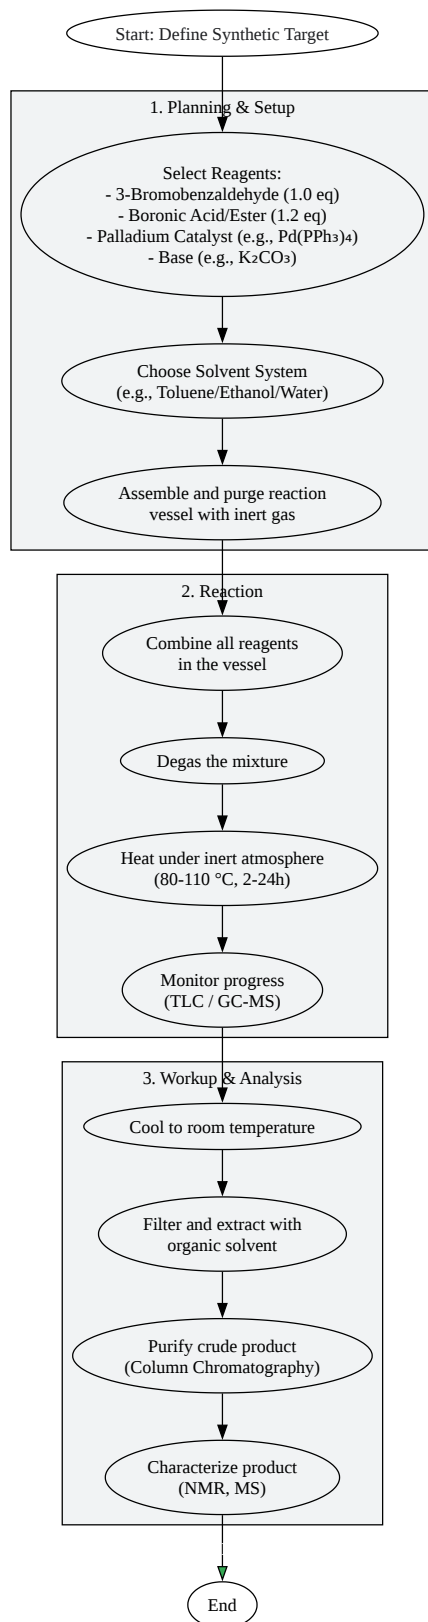 Start: Define Synthetic Target
1. Planning & Setup
Select Reagents:
- 3-Bromobenzaldehyde (1.0 eq)
- Boronic Acid/Ester (1.2 eq)
- Palladium Catalyst (e.g., Pd(PPh₃)₄)
- Base (e.g., K₂CO₃)
Choose Solvent System
(e.g., Toluene/Ethanol/Water)
Assemble and purge reaction
vessel with inert gas
2. Reaction
Combine all reagents
in the vessel
Degas the mixture
Heat under inert atmosphere
(80-110 °C, 2-24h)
Monitor progress
(TLC / GC-MS)
3. Workup & Analysis
Cool to room temperature
Filter and extract with
organic solvent
Purify crude product
(Column Chromatography)
Characterize product
(NMR, MS)
End